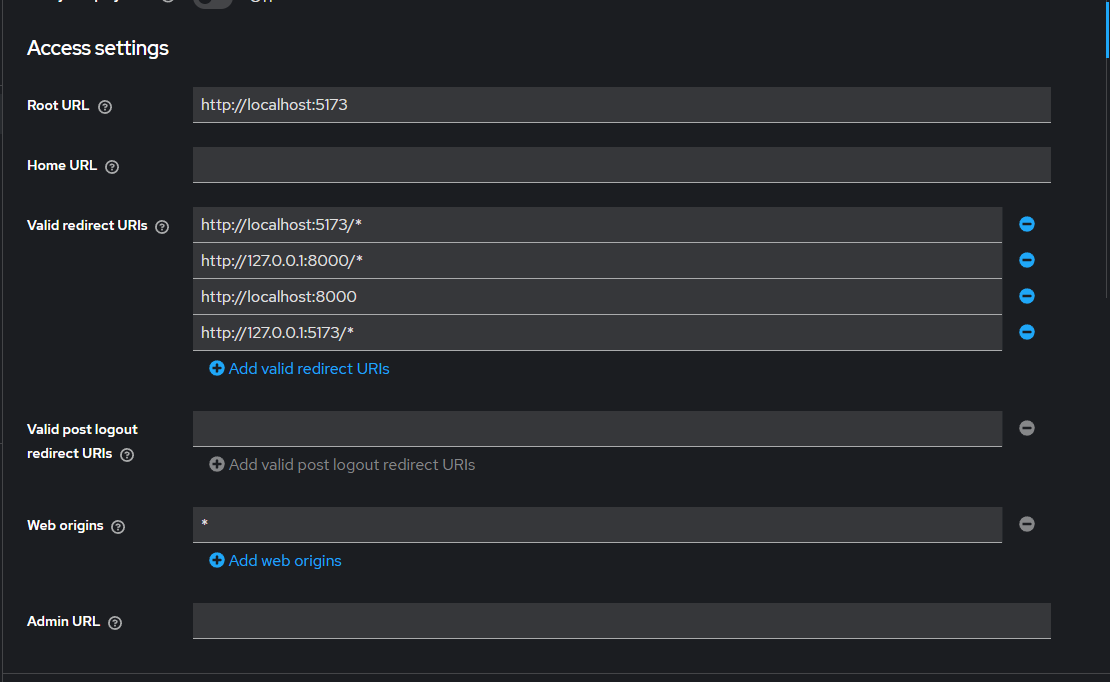 Access settings
Root URL
http://localhost:5173
Home URL
Valid redirect URIs
http://localhost:5173/*
http://127.0.0.1:8000/*
http://localhost:8000
http://127.0.0.1:5173/*
Add valid redirect URIs
Valid post logout
redirect URIs
Add valid post logout redirect URIs
Web origins
*
Add web origins
Admin URL